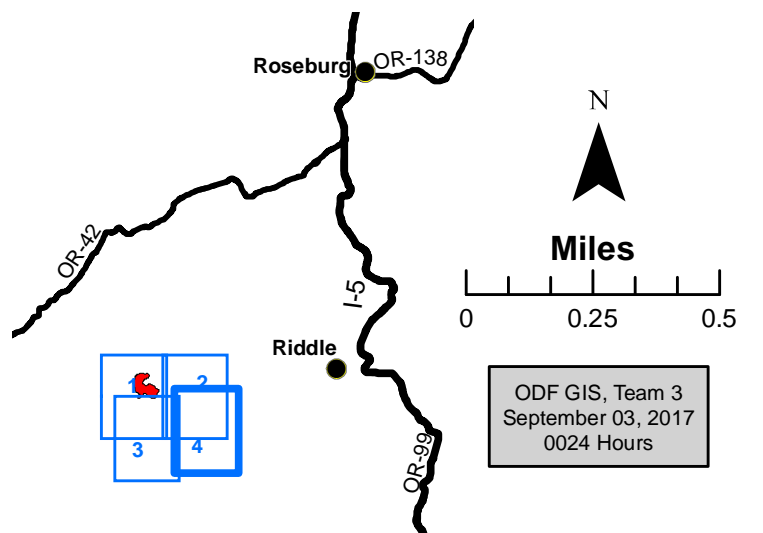 Roseburg
OR-138
N
OR-42
Miles
I-5
0 0.25 0.5
Riddle
1 2
3 4
ODF GIS, Team 3
September 03, 2017
0024 Hours
OR-99